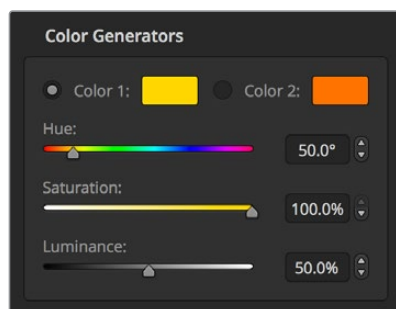 Color Generators
Color 1: Color 2:
Hue:
50.0°
Saturation:
100.0%
Luminance:
50.0%